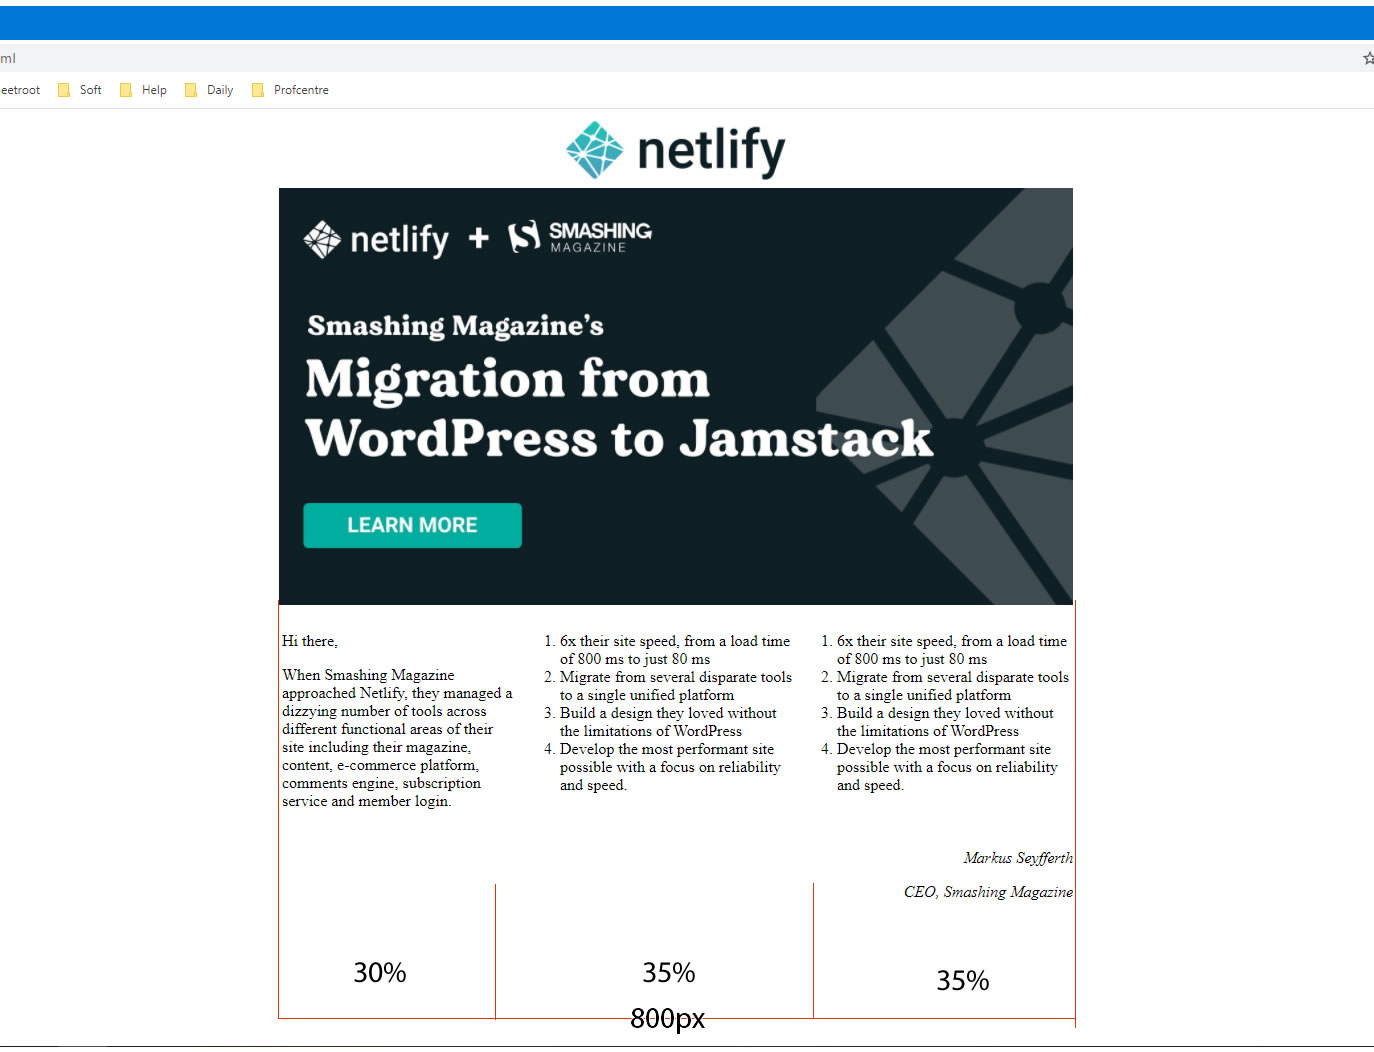 ml
eetroot Soft Help Daily Profcentre
netlify
netlify + SMASHING MAGAZINE
Smashing Magazine's
Migration from
WordPress to Jamstack
LEARN MORE
Hi there,
When Smashing Magazine
approached Netlify, they managed a
dizzying number of tools across
different functional areas of their
site including their magazine,
content, e-commerce platform,
comments engine, subscription
service and member login.
1. 6x their site speed, from a load time
of 800 ms to just 80 ms
2. Migrate from several disparate tools
to a single unified platform
3. Build a design they loved without
the limitations of WordPress
4. Develop the most performant site
possible with a focus on reliability
and speed.
1. 6x their site speed, from a load time
of 800 ms to just 80 ms
2. Migrate from several disparate tools
to a single unified platform
3. Build a design they loved without
the limitations of WordPress
4. Develop the most performant site
possible with a focus on reliability
and speed.
Markus Seyfferth
CEO, Smashing Magazine
30%
35%
35%
800px